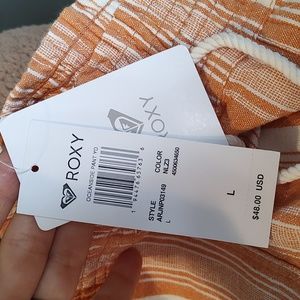 ROXY
ROXY
OCEANSIDE PANT YD
COLOR
NLZ3
STYLE
ARJNP03149
L
L
$48.00 USD